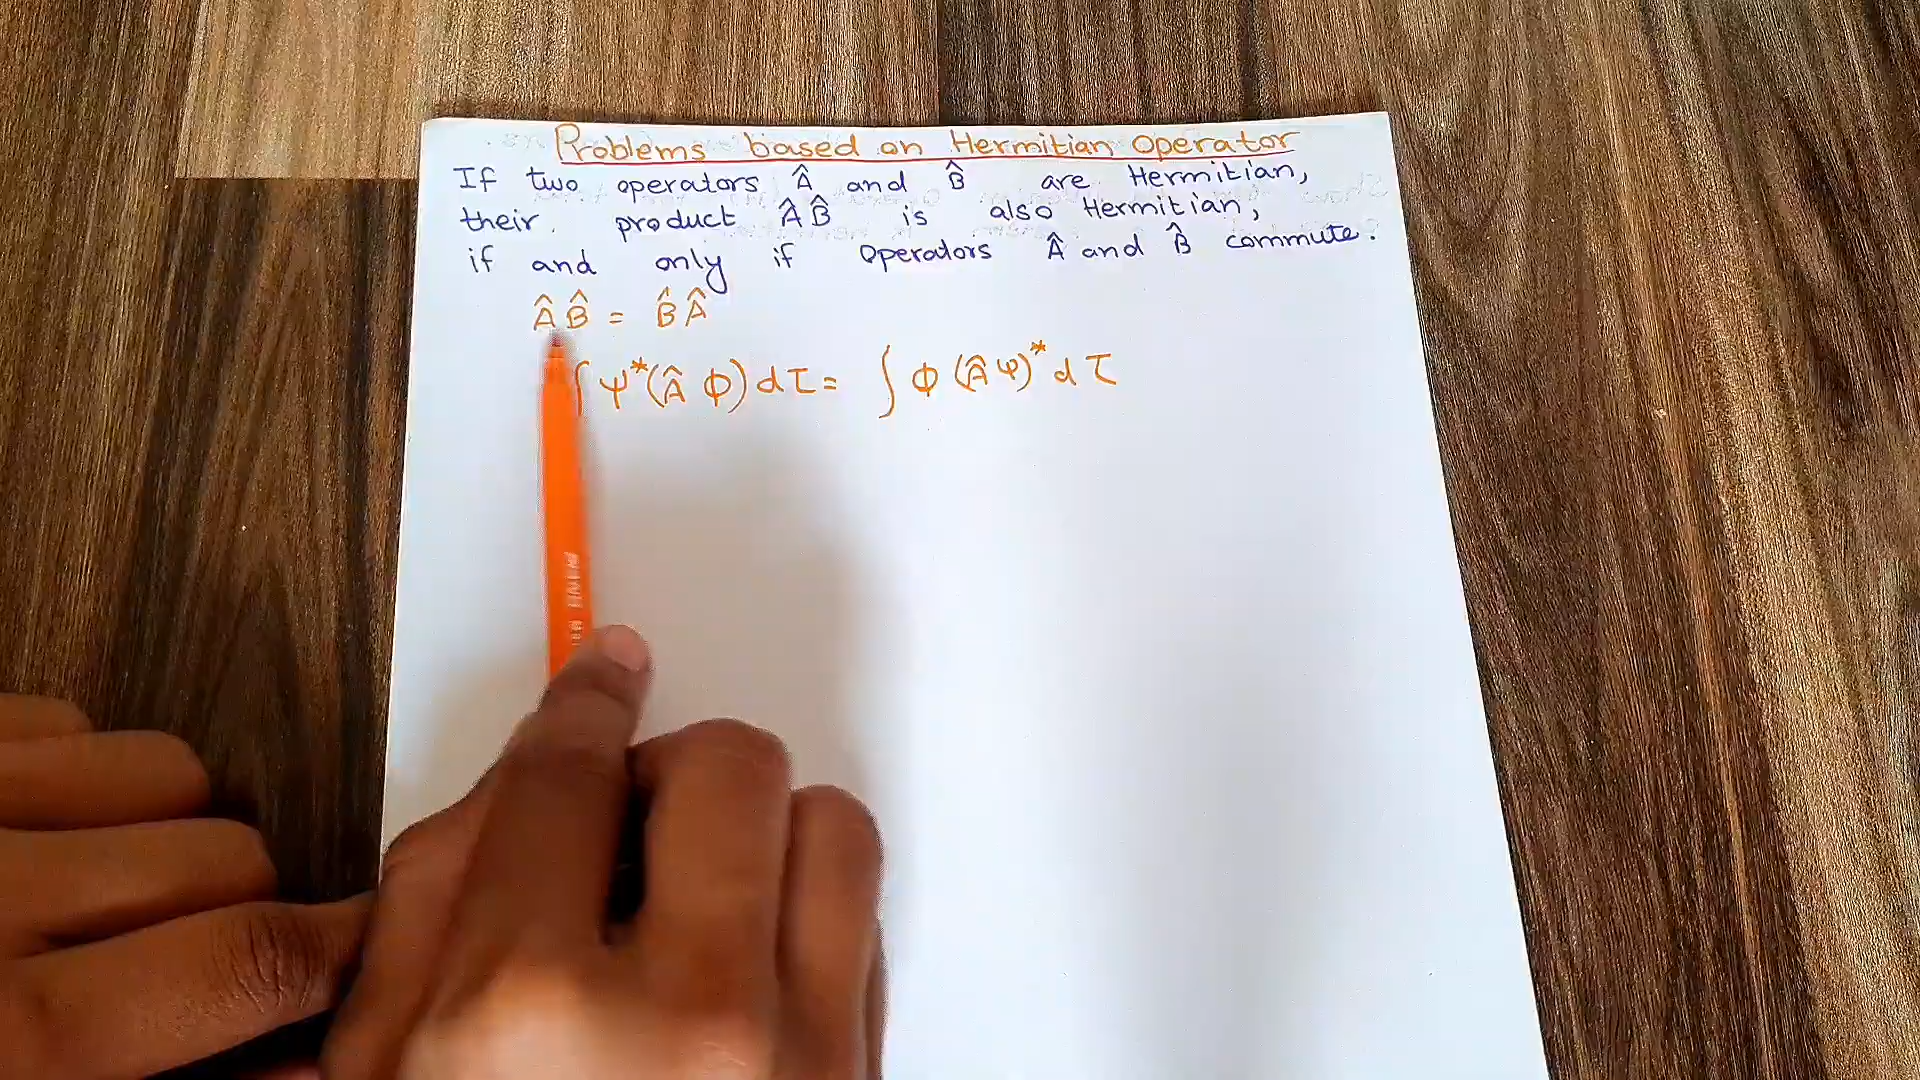 Problems based on Hermitian Operator
If two operators Â and B̂ are Hermitian,
their product ÂB̂ is also Hermitian,
if and only if Operators Â and B̂ commute.
ÂB̂ = B̂Â
∫ ψ*(Â Φ) dτ = ∫ Φ (Â ψ)* dτ